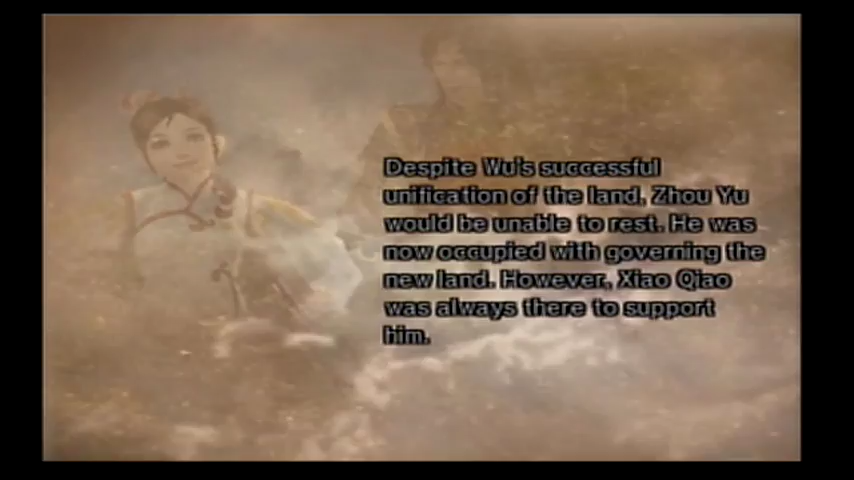 Despite Wu's successful
unification of the land, Zhou Yu
would be unable to rest. He was
now occupied with governing the
new land. However, Xiao Qiao
was always there to support
him.